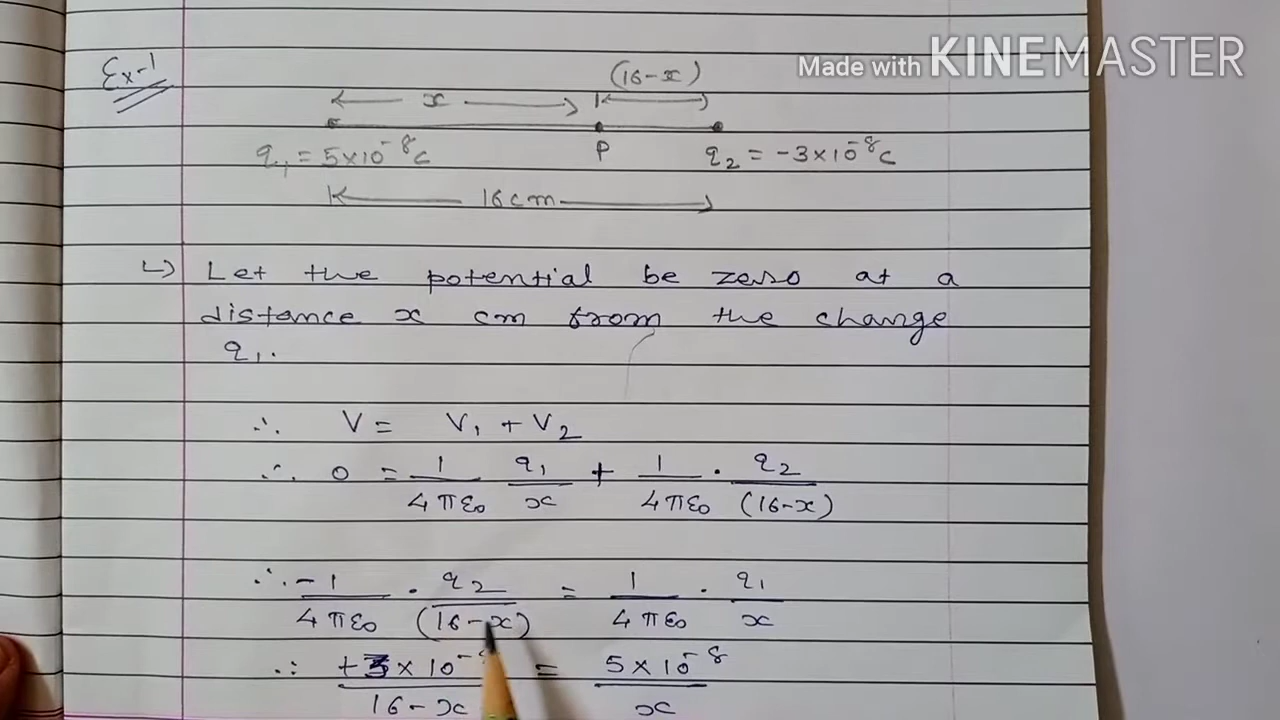 Made with KINEMASTER
Ex-1
x (16-x)
P
q₁ = 5×10⁻⁸C q₂ = -3×10⁻⁸C
16cm
↳ Let the potential be zero at a
distance x cm from the charge
q₁.
∴ V = V₁ + V₂
∴ 0 = 1/4πε₀ q₁/x + 1/4πε₀ · q₂/(16-x)
∴ -1/4πε₀ · q₂/(16-x) = 1/4πε₀ · q₁/x
∴ +3×10⁻⁸/16-x = 5×10⁻⁸/x